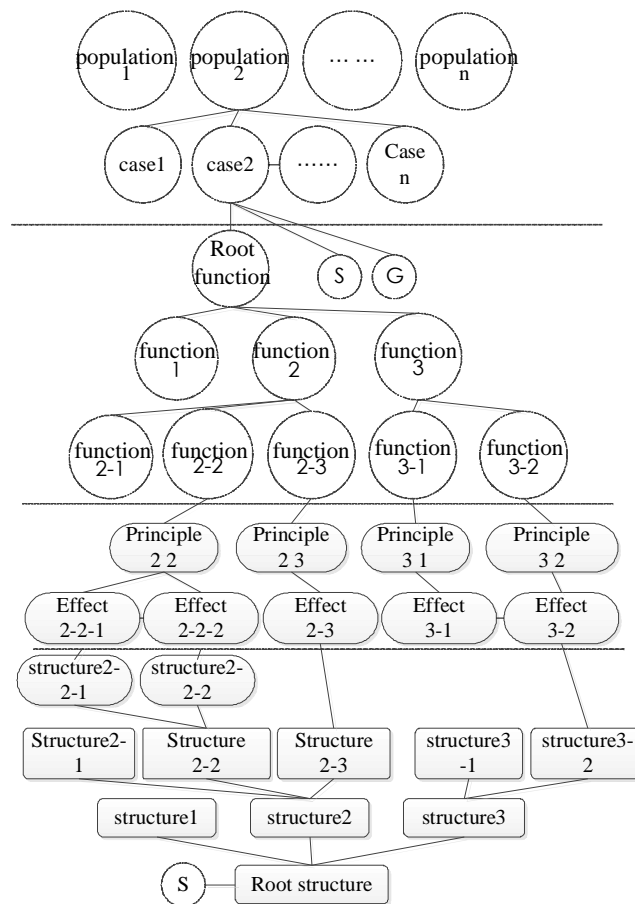 population
1
population
2
... ...
population
n
case1
case2
......
Case
n
Root
function
S
G
function
1
function
2
function
3
function
2-1
function
2-2
function
2-3
function
3-1
function
3-2
Principle
2 2
Principle
2 3
Principle
3 1
Principle
3 2
Effect
2-2-1
Effect
2-2-2
Effect
2-3
Effect
3-1
Effect
3-2
structure2-
2-1
structure2-
2-2
Structure2-
1
Structure
2-2
Structure
2-3
structure3
-1
structure3-
2
structure1
structure2
structure3
S
Root structure